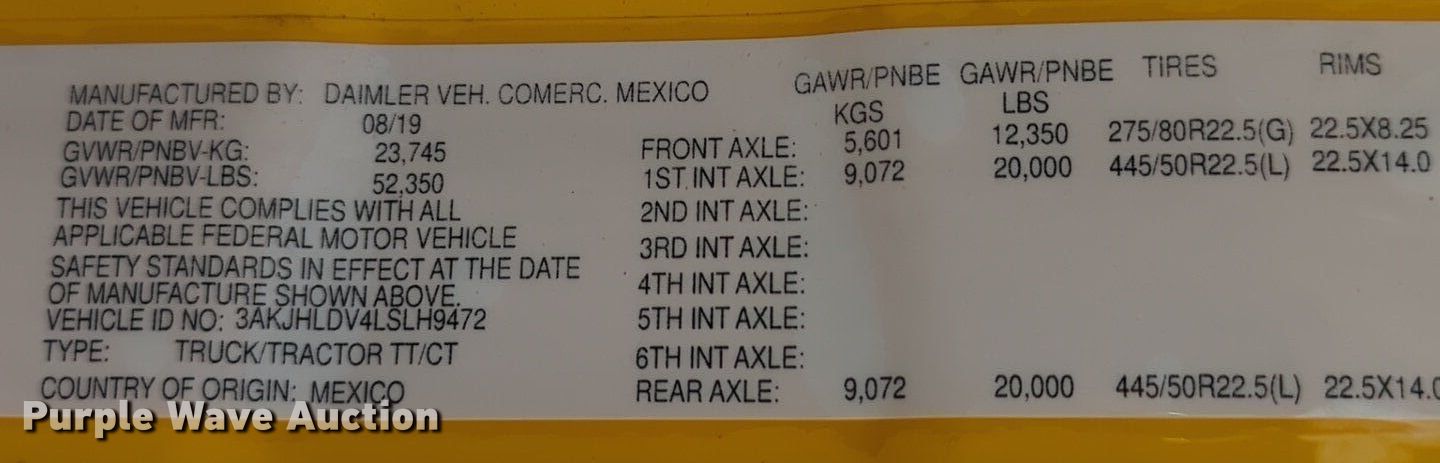 MANUFACTURED BY: DAIMLER VEH. COMERC. MEXICO
DATE OF MFR: 08/19
GVWR/PNBV-KG: 23,745
GVWR/PNBV-LBS: 52,350
THIS VEHICLE COMPLIES WITH ALL
APPLICABLE FEDERAL MOTOR VEHICLE
SAFETY STANDARDS IN EFFECT AT THE DATE
OF MANUFACTURE SHOWN ABOVE.
VEHICLE ID NO: 3AKJHLDV4LSLH9472
TYPE: TRUCK/TRACTOR TT/CT
COUNTRY OF ORIGIN: MEXICO
GAWR/PNBE GAWR/PNBE TIRES RIMS
KGS LBS
FRONT AXLE: 5,601 12,350 275/80R22.5(G) 22.5X8.25
1ST INT AXLE: 9,072 20,000 445/50R22.5(L) 22.5X14.0
2ND INT AXLE:
3RD INT AXLE:
4TH INT AXLE:
5TH INT AXLE:
6TH INT AXLE:
REAR AXLE: 9,072 20,000 445/50R22.5(L) 22.5X14.0
Purple Wave Auction